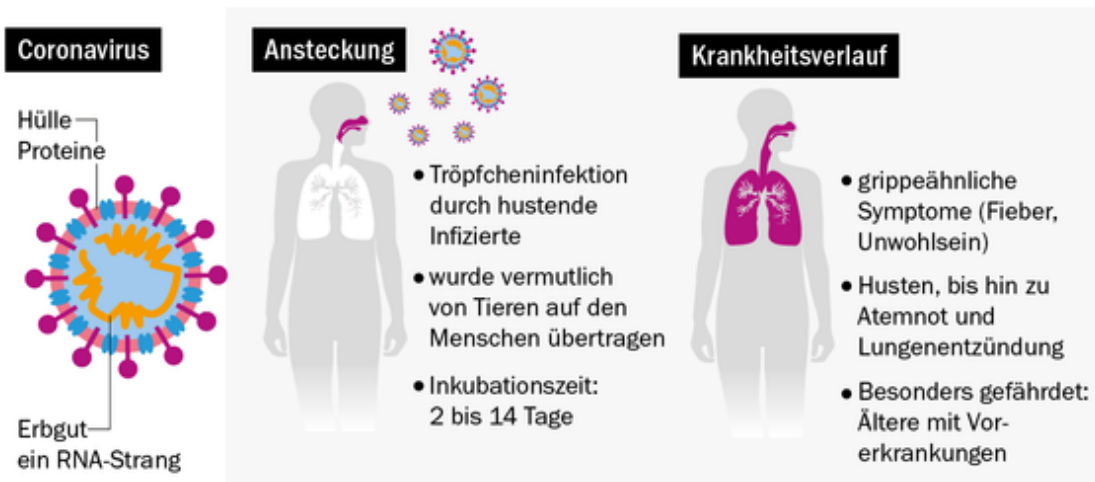 Coronavirus
Hülle
Proteine
Erbgut
ein RNA-Strang
Ansteckung
• Tröpfcheninfektion
durch hustende
Infizierte
• wurde vermutlich
von Tieren auf den
Menschen übertragen
• Inkubationszeit:
2 bis 14 Tage
Krankheitsverlauf
• grippeähnliche
Symptome (Fieber,
Unwohlsein)
• Husten, bis hin zu
Atemnot und
Lungenentzündung
• Besonders gefährdet:
Ältere mit Vor-
erkrankungen